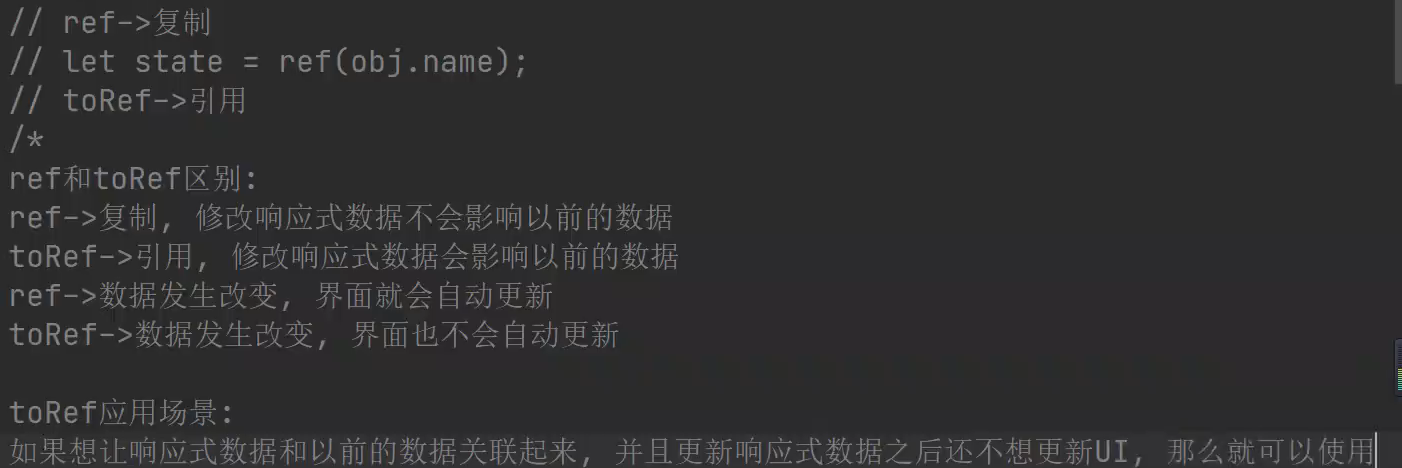 // ref->复制
// let state = ref(obj.name);
// toRef->引用
/*
ref和toRef区别:
ref->复制, 修改响应式数据不会影响以前的数据
toRef->引用, 修改响应式数据会影响以前的数据
ref->数据发生改变, 界面就会自动更新
toRef->数据发生改变, 界面也不会自动更新
toRef应用场景:
如果想让响应式数据和以前的数据关联起来, 并且更新响应式数据之后还不想更新UI, 那么就可以使用